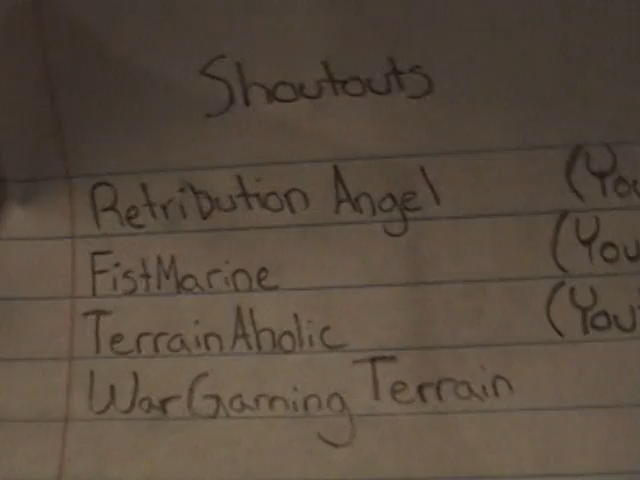 Shoutouts
Retribution Angel
FistMarine
TerrainAholic
WarGaming Terrain